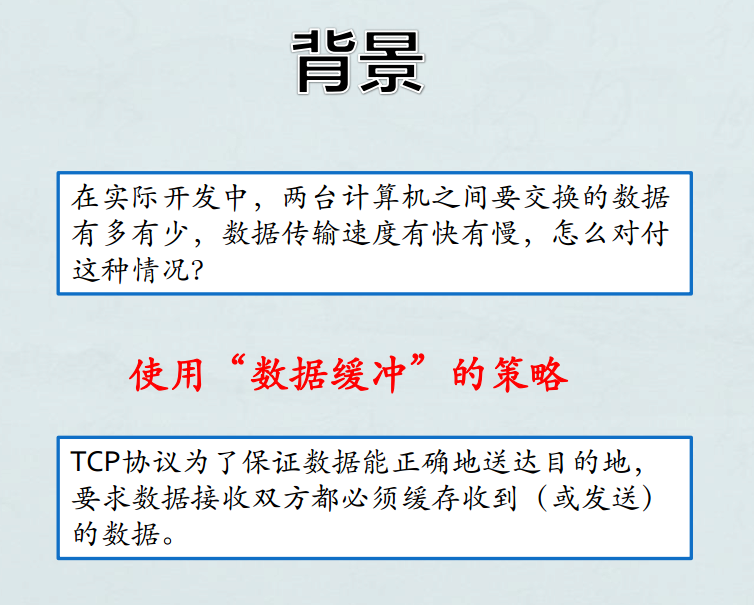 背景
在实际开发中，两台计算机之间要交换的数据
有多有少，数据传输速度有快有慢，怎么对付
这种情况？
使用“数据缓冲”的策略
TCP协议为了保证数据能正确地送达目的地，
要求数据接收双方都必须缓存收到（或发送）
的数据。